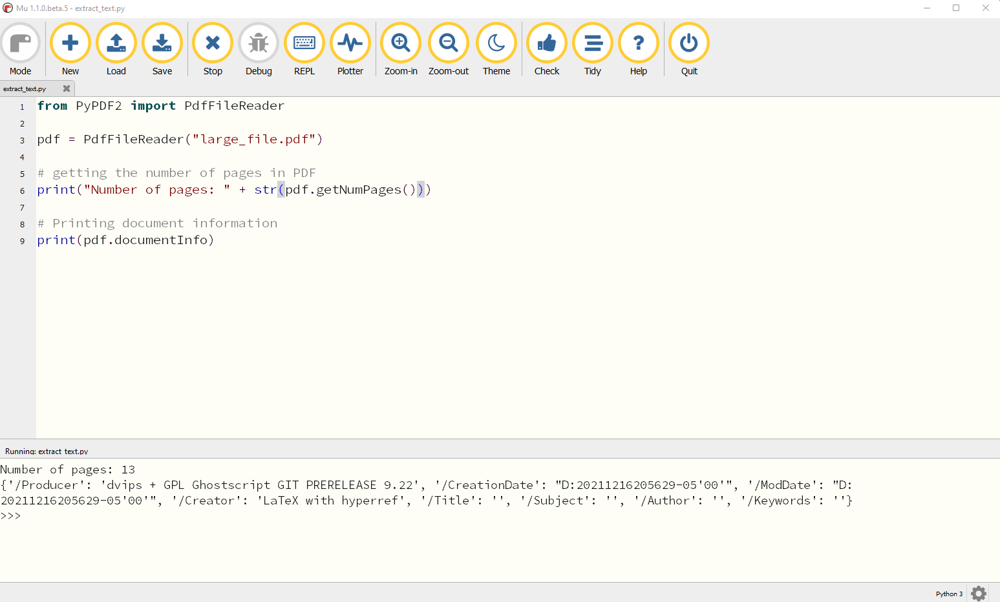 Mu 1.1.0.beta.5 - extract_text.py
Mode New Load Save Stop Debug REPL Plotter Zoom-in Zoom-out Theme Check Tidy Help Quit
extract_text.py
1 from PyPDF2 import PdfFileReader
2
3 pdf = PdfFileReader("large_file.pdf")
4
5 # getting the number of pages in PDF
6 print("Number of pages: " + str(pdf.getNumPages()))
7
8 # Printing document information
9 print(pdf.documentInfo)
Running: extract_text.py
Number of pages: 13
{'/Producer': 'dvips + GPL Ghostscript GIT PRERELEASE 9.22', '/CreationDate': "D:20211216205629-05'00'", '/ModDate': "D:
20211216205629-05'00'", '/Creator': 'LaTeX with hyperref', '/Title': '', '/Subject': '', '/Author': '', '/Keywords': ''}
>>>
Python 3